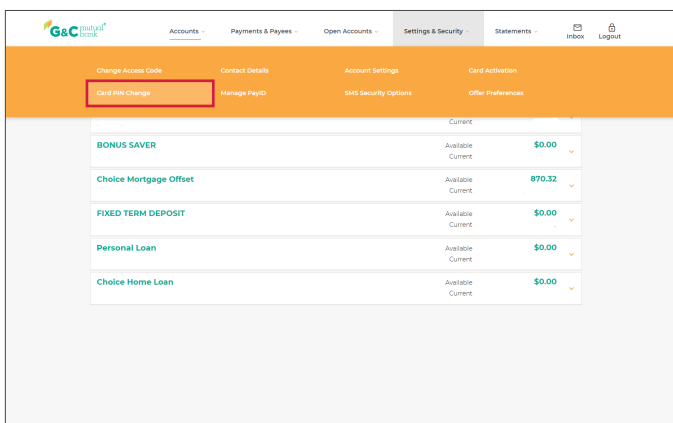 G&C mutual bank
Accounts Payments & Payees Open Accounts Settings & Security Statements Inbox Logout
Change Access Code Contact Details Account Settings Card Activation
Card PIN Change Manage PayID SMS Security Options Offer Preferences
Current
BONUS SAVER Available $0.00
Current
Choice Mortgage Offset Available 870.32
Current
FIXED TERM DEPOSIT Available $0.00
Current
Personal Loan Available $0.00
Current
Choice Home Loan Available $0.00
Current